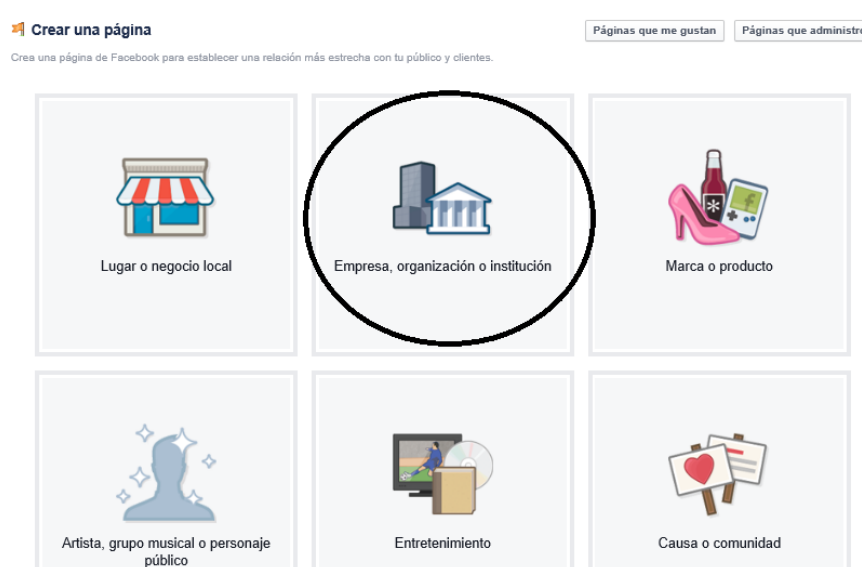 Crear una página
Páginas que me gustan
Crea una página de Facebook para establecer una relación más estrecha con tu público y clientes.
Lugar o negocio local
Empresa, organización o institución
Marca o producto
Artista, grupo musical o personaje
público
Entretenimiento
Causa o comunidad